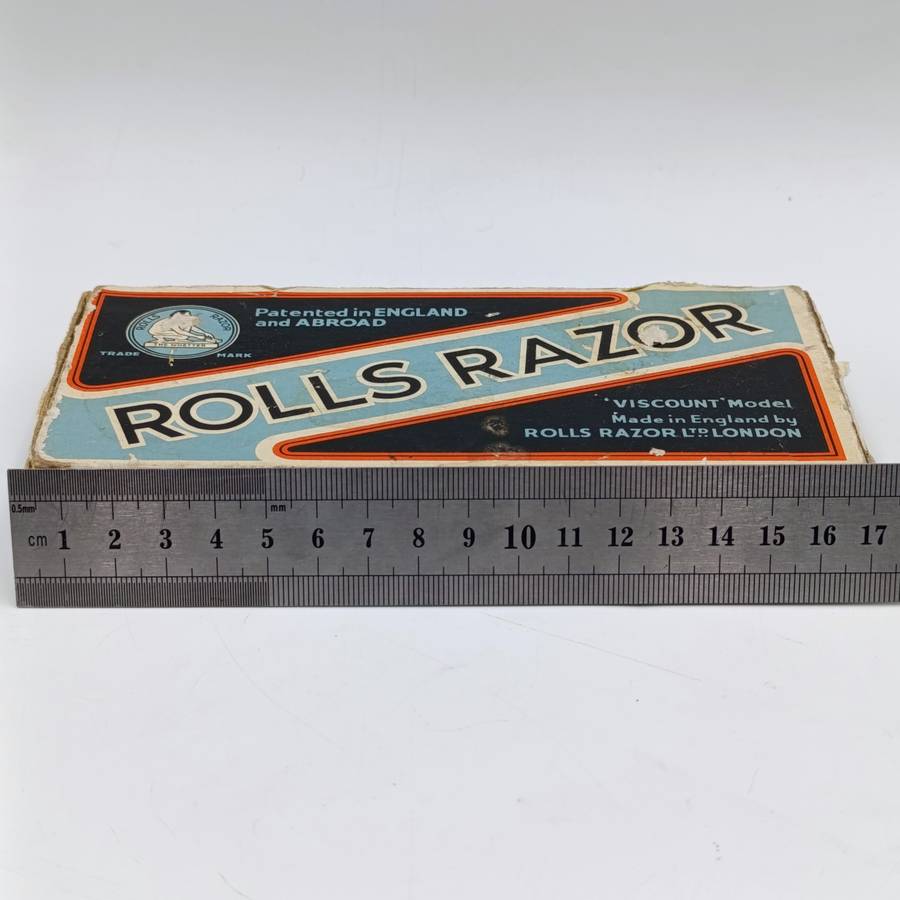 ROLLS RAZOR
THE WHETTER
TRADE MARK
Patented in ENGLAND
and ABROAD
ROLLS RAZOR
'VISCOUNT' Model
Made in England by
ROLLS RAZOR LTD. LONDON
0.5mm mm
cm 1 2 3 4 5 6 7 8 9 10 11 12 13 14 15 16 17